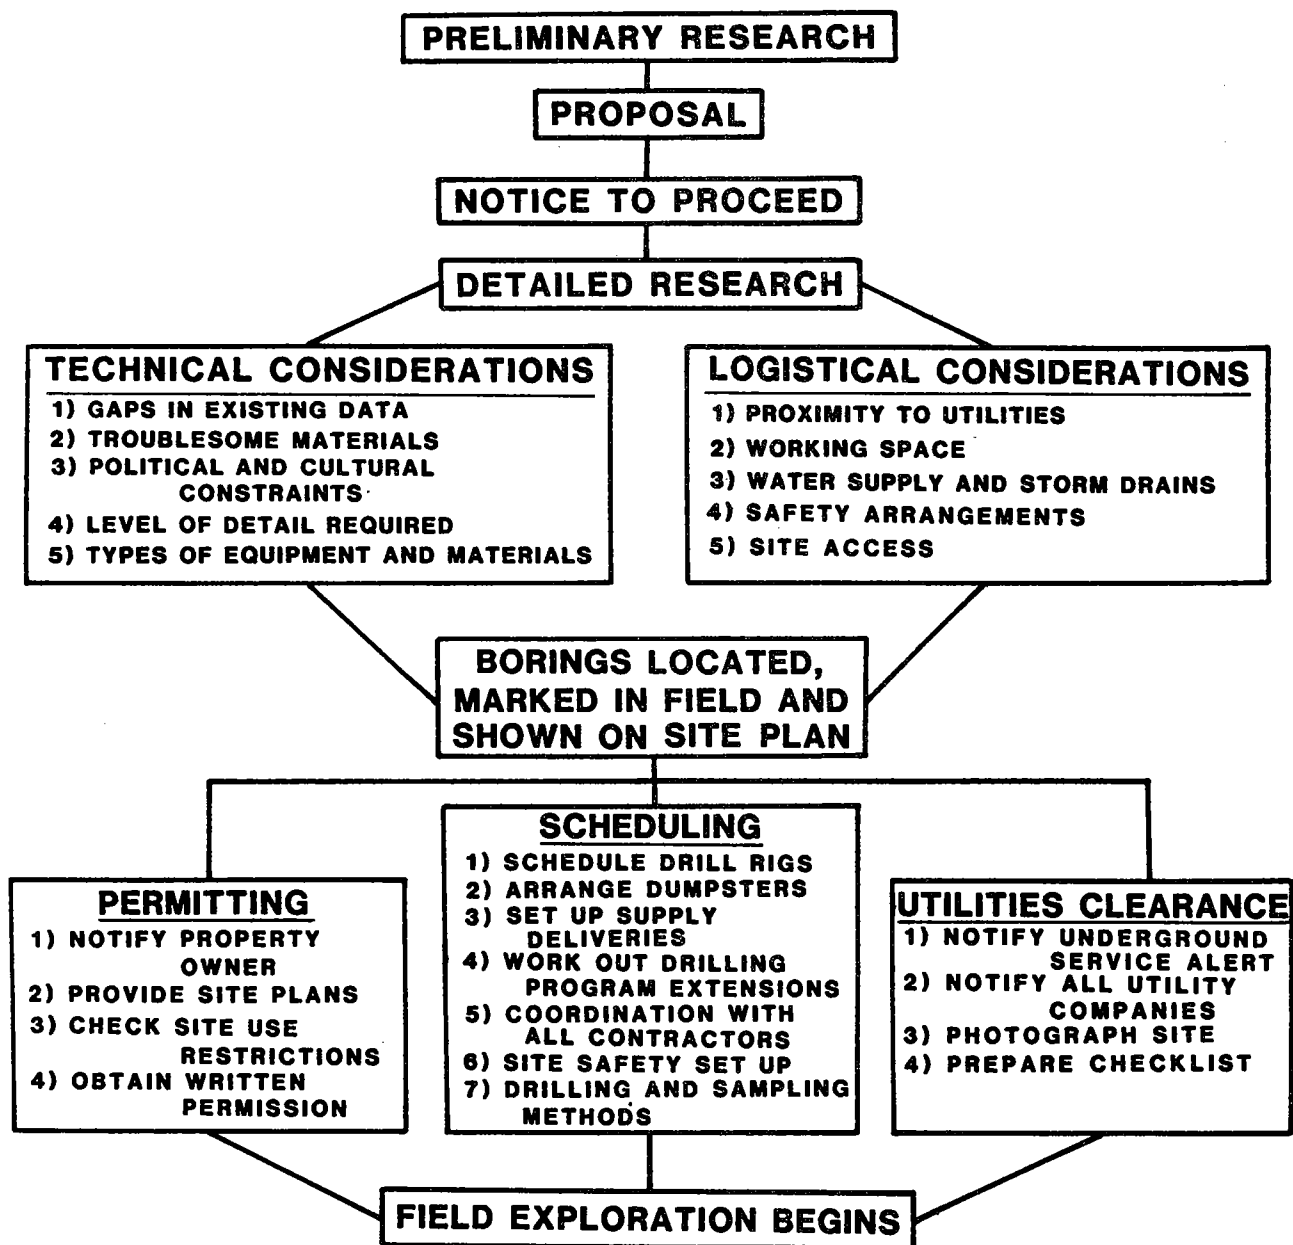 PRELIMINARY RESEARCH
PROPOSAL
NOTICE TO PROCEED
DETAILED RESEARCH
TECHNICAL CONSIDERATIONS
1) GAPS IN EXISTING DATA
2) TROUBLESOME MATERIALS
3) POLITICAL AND CULTURAL
CONSTRAINTS
4) LEVEL OF DETAIL REQUIRED
5) TYPES OF EQUIPMENT AND MATERIALS
LOGISTICAL CONSIDERATIONS
1) PROXIMITY TO UTILITIES
2) WORKING SPACE
3) WATER SUPPLY AND STORM DRAINS
4) SAFETY ARRANGEMENTS
5) SITE ACCESS
BORINGS LOCATED,
MARKED IN FIELD AND
SHOWN ON SITE PLAN
PERMITTING
1) NOTIFY PROPERTY
OWNER
2) PROVIDE SITE PLANS
3) CHECK SITE USE
RESTRICTIONS
4) OBTAIN WRITTEN
PERMISSION
SCHEDULING
1) SCHEDULE DRILL RIGS
2) ARRANGE DUMPSTERS
3) SET UP SUPPLY
DELIVERIES
4) WORK OUT DRILLING
PROGRAM EXTENSIONS
5) COORDINATION WITH
ALL CONTRACTORS
6) SITE SAFETY SET UP
7) DRILLING AND SAMPLING
METHODS
UTILITIES CLEARANCE
1) NOTIFY UNDERGROUND
SERVICE ALERT
2) NOTIFY ALL UTILITY
COMPANIES
3) PHOTOGRAPH SITE
4) PREPARE CHECKLIST
FIELD EXPLORATION BEGINS